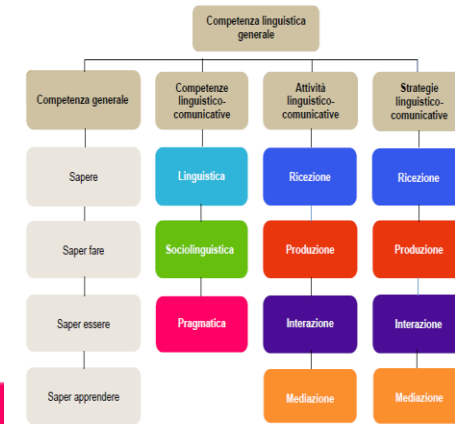 Competenza linguistica
generale
Competenza generale
Competenze
linguistico-
comunicative
Attività
linguistico-
comunicative
Strategie
linguistico-
comunicative
Sapere
Linguistica
Ricezione
Ricezione
Saper fare
Sociolinguistica
Produzione
Produzione
Saper essere
Pragmatica
Interazione
Interazione
Saper apprendere
Mediazione
Mediazione